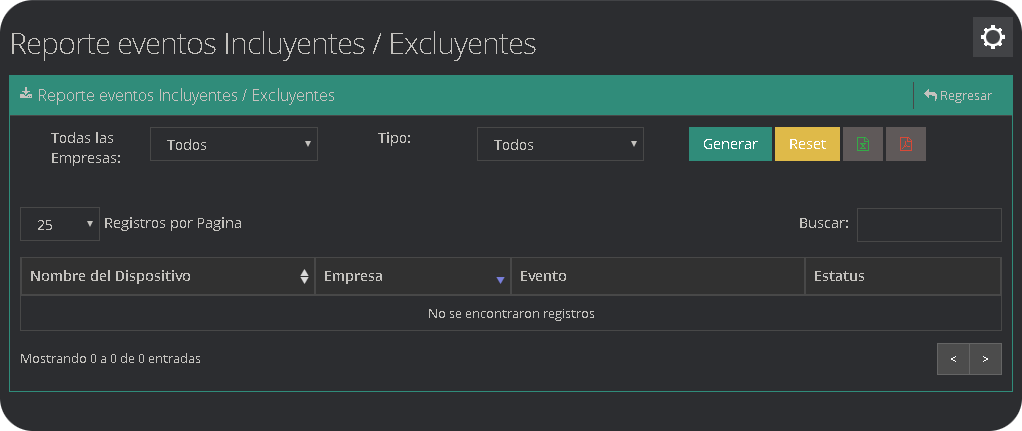 Reporte eventos Incluyentes / Excluyentes
Reporte eventos Incluyentes / Excluyentes
Regresar
Todas las
Empresas:
Todos
Tipo:
Todos
Generar
Reset
25
Registros por Pagina
Buscar:
Nombre del Dispositivo
Empresa
Evento
Estatus
No se encontraron registros
Mostrando 0 a 0 de 0 entradas
<
>